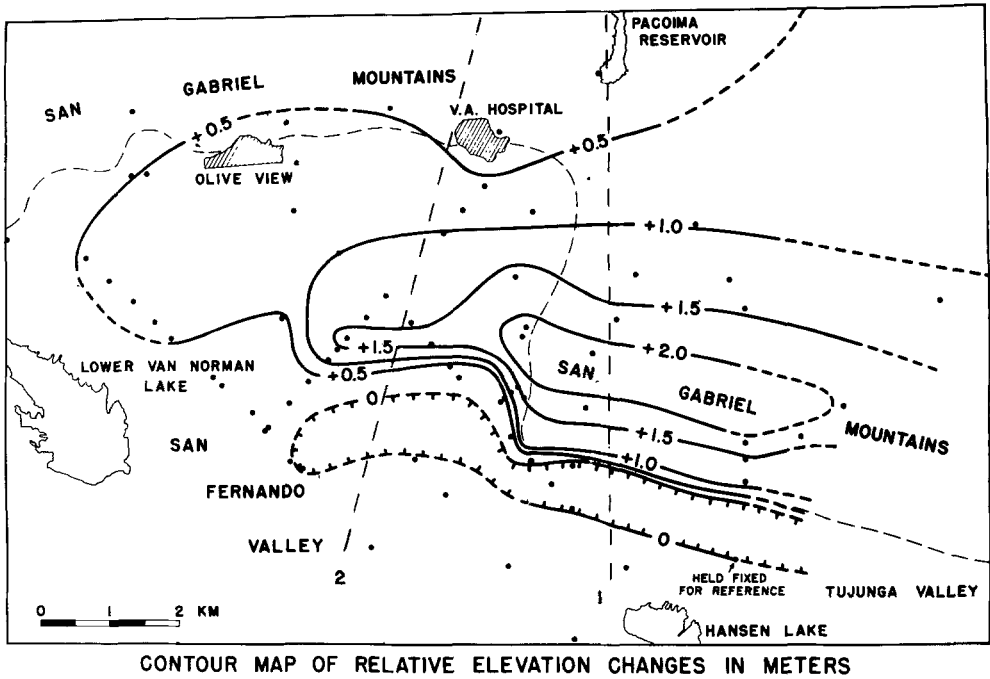 PACOIMA
RESERVOIR
SAN GABRIEL MOUNTAINS
V.A. HOSPITAL
+0.5
+0.5
OLIVE VIEW
+1.0
+1.5
+1.5
+2.0
LOWER VAN NORMAN
LAKE
+0.5
SAN
GABRIEL
MOUNTAINS
0
+1.5
+1.0
SAN
FERNANDO
VALLEY
0
2
HELD FIXED
FOR REFERENCE
TUJUNGA VALLEY
1
0 1 2 KM
HANSEN LAKE
CONTOUR MAP OF RELATIVE ELEVATION CHANGES IN METERS